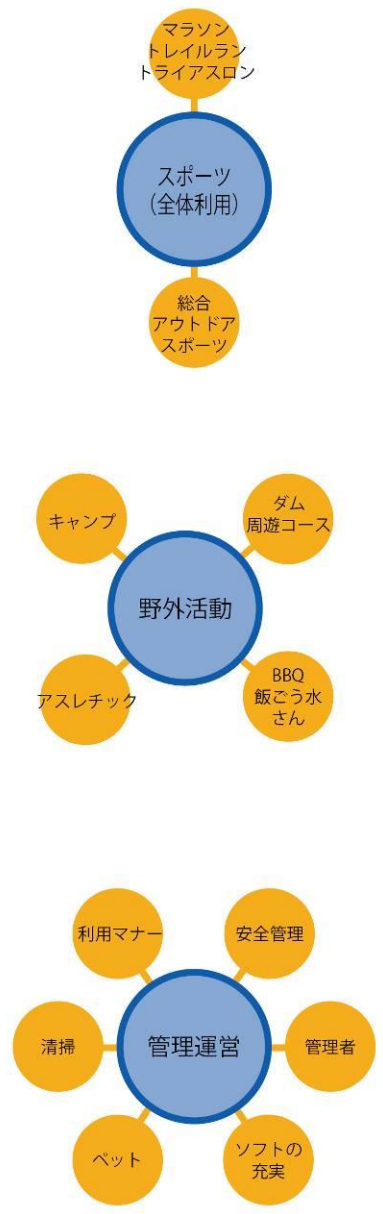 マラソン
トレイルラン
トライアスロン
スポーツ
(全体利用)
総合
アウトドア
スポーツ
キャンプ
ダム
周遊コース
野外活動
アスレチック
BBQ
飯ごう水
さん
利用マナー
安全管理
清掃
管理運営
管理者
ペット
ソフトの
充実